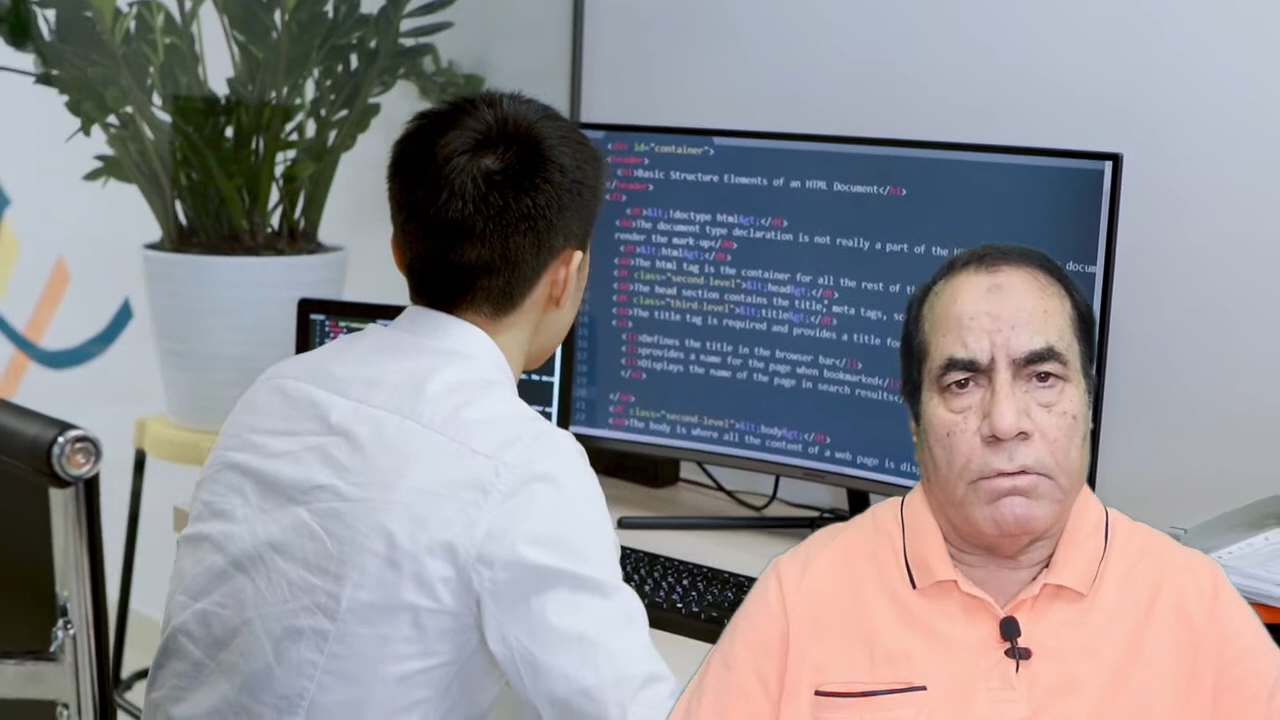 <div id="container">
<header>
<h1>Basic Structure Elements of an HTML Document</h1>
</header>
<dl>
<dt>&lt;!doctype html&gt;</dt>
<dd>The document type declaration is not really a part of the docum
render the mark-up</dd>
<dt>&lt;html&gt;</dt>
<dd>The html tag is the container for all the rest of
<dt class="second-level">&lt;head&gt;</dt>
<dd>The head section contains the title, meta tags,
<dt class="third-level">&lt;title&gt;</dt>
<dd>The title tag is required and provides a title
<ul>
<li>Defines the title in the browser bar</li>
<li>provides a name for the page when bookmarked</
<li>Displays the name of the page in search results<
</ul>
</dd>
<dt class="second-level">&lt;body&gt;</dt>
<dd>The body is where all the content of a web page is